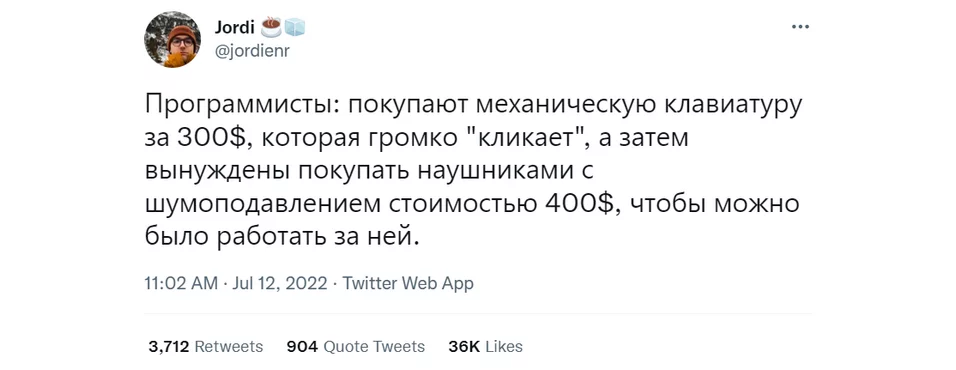 Jordi
@jordienr
Программисты: покупают механическую клавиатуру
за 300$, которая громко "кликает", а затем
вынуждены покупать наушниками с
шумоподавлением стоимостью 400$, чтобы можно
было работать за ней.
11:02 AM · Jul 12, 2022 · Twitter Web App
3,712 Retweets 904 Quote Tweets 36K Likes